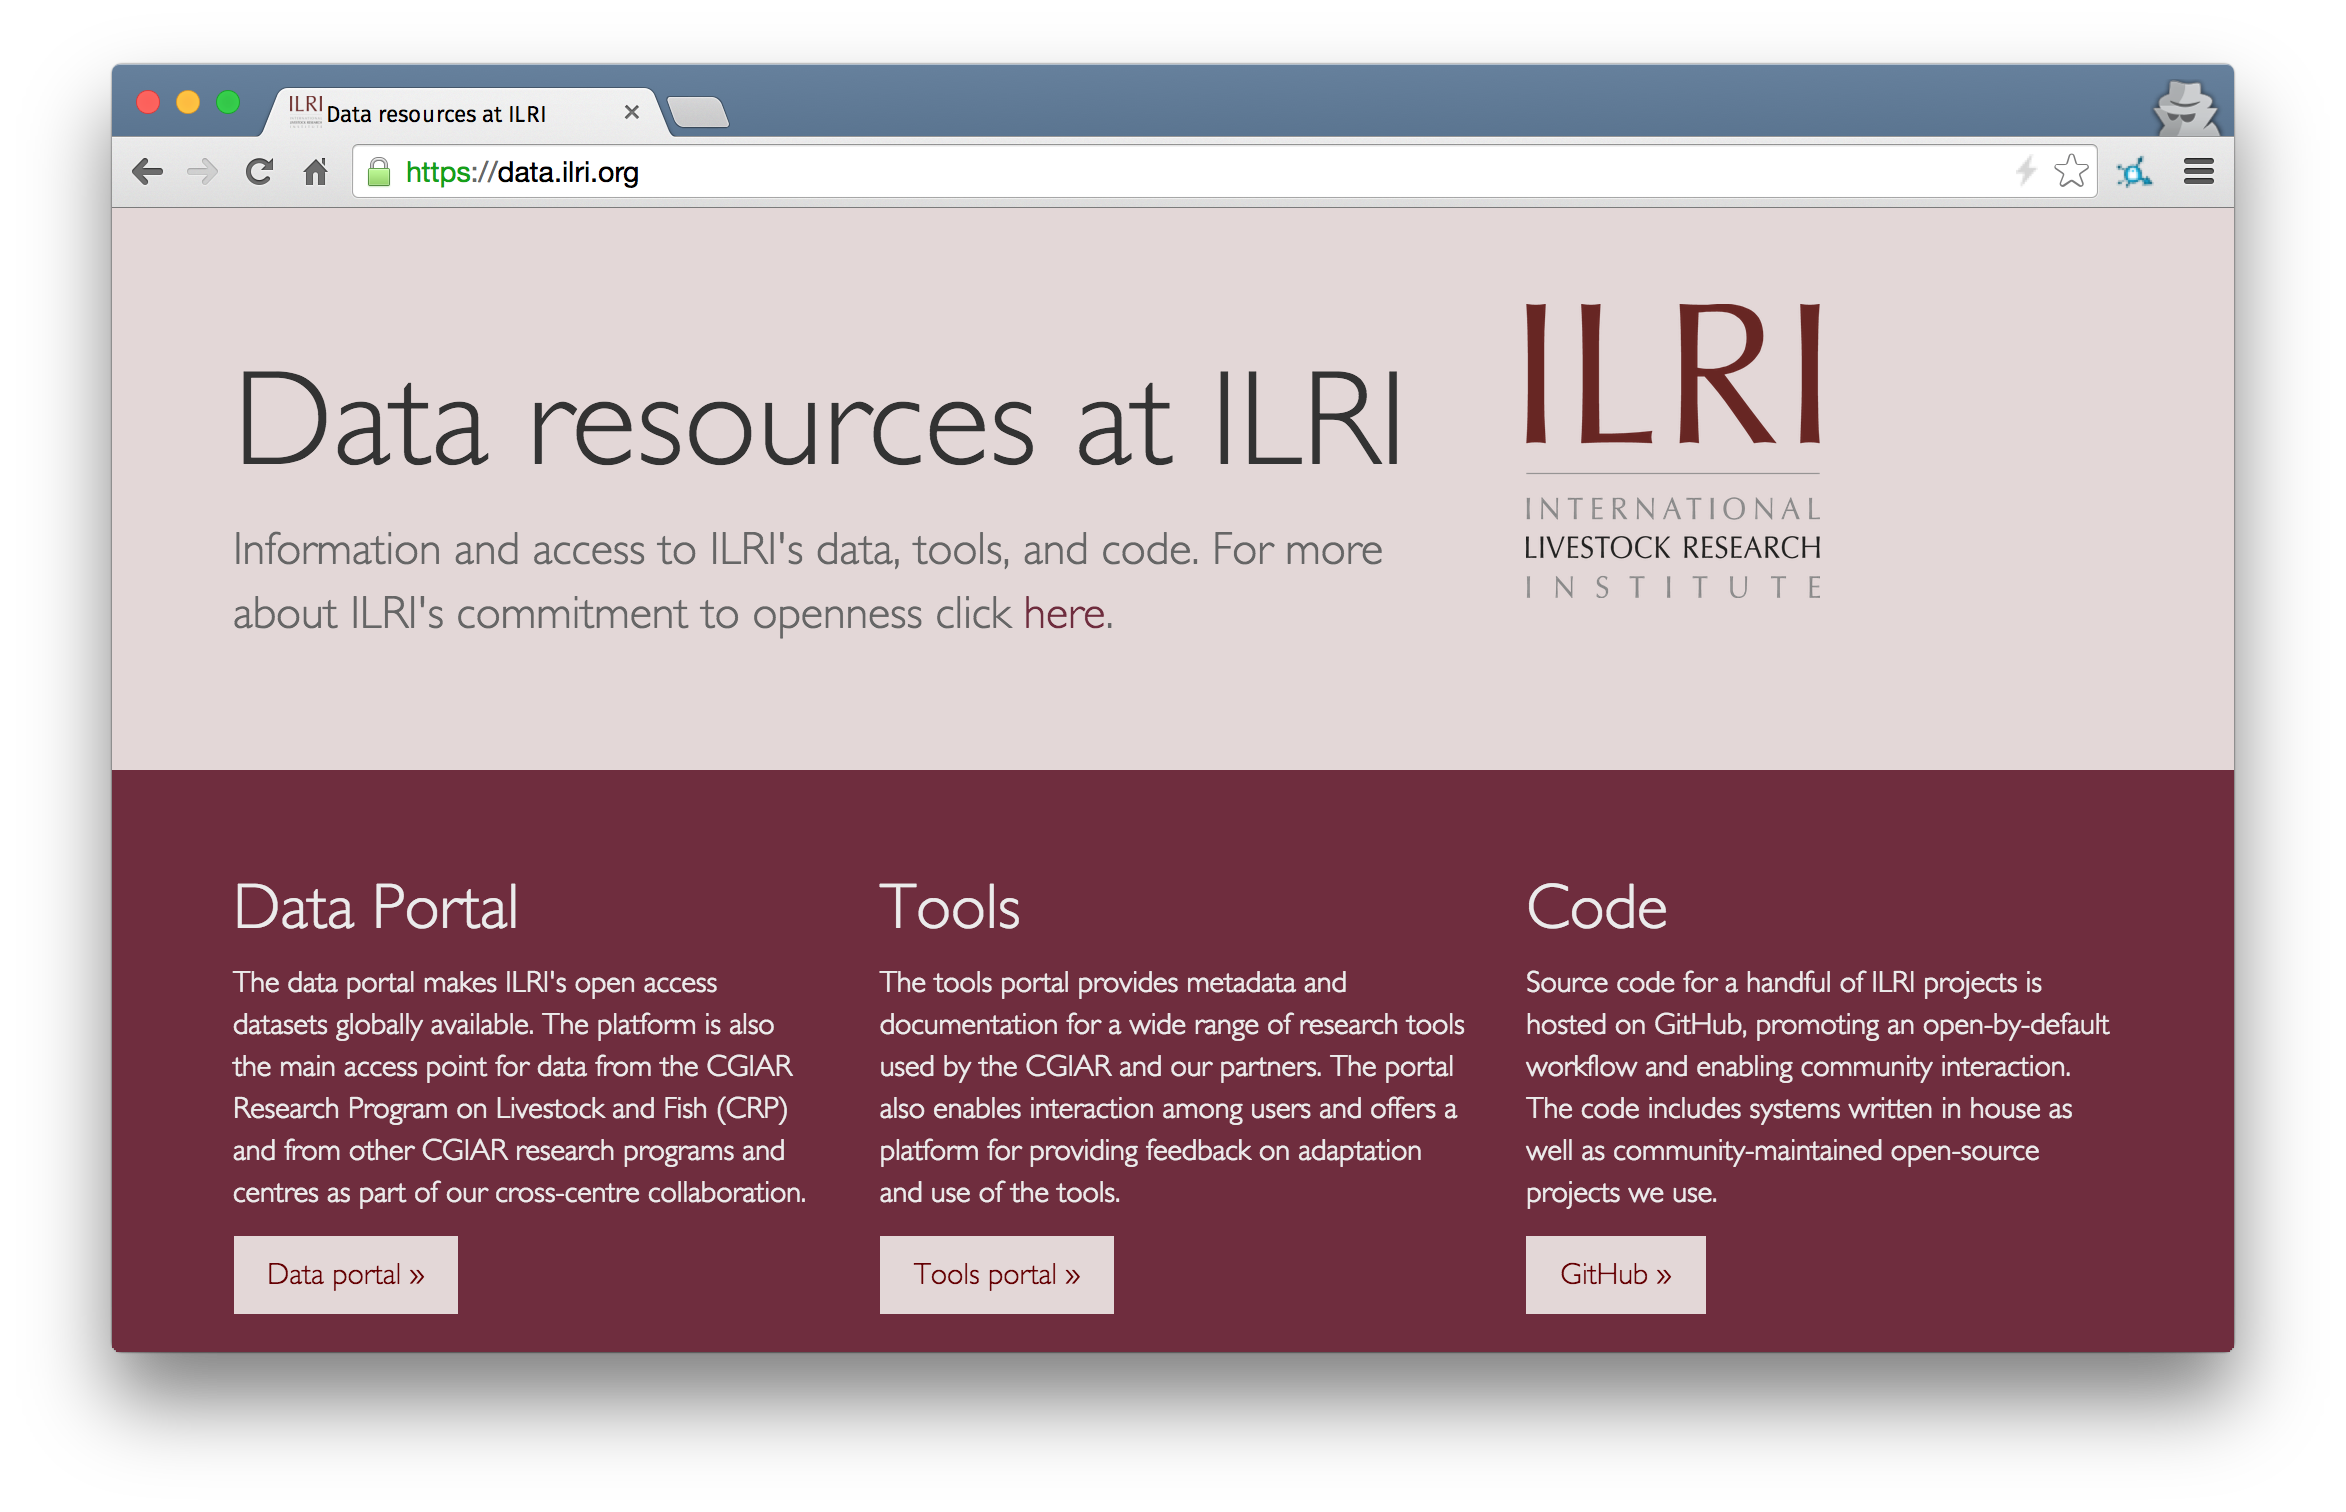 ILRI
Data resources at ILRI
https://data.ilri.org
Data resources at ILRI
Information and access to ILRI's data, tools, and code. For more
about ILRI's commitment to openness click here.
ILRI
INTERNATIONAL
LIVESTOCK RESEARCH
INSTITUTE
Data Portal
The data portal makes ILRI's open access
datasets globally available. The platform is also
the main access point for data from the CGIAR
Research Program on Livestock and Fish (CRP)
and from other CGIAR research programs and
centres as part of our cross-centre collaboration.
Data portal »
Tools
The tools portal provides metadata and
documentation for a wide range of research tools
used by the CGIAR and our partners. The portal
also enables interaction among users and offers a
platform for providing feedback on adaptation
and use of the tools.
Tools portal »
Code
Source code for a handful of ILRI projects is
hosted on GitHub, promoting an open-by-default
workflow and enabling community interaction.
The code includes systems written in house as
well as community-maintained open-source
projects we use.
GitHub »